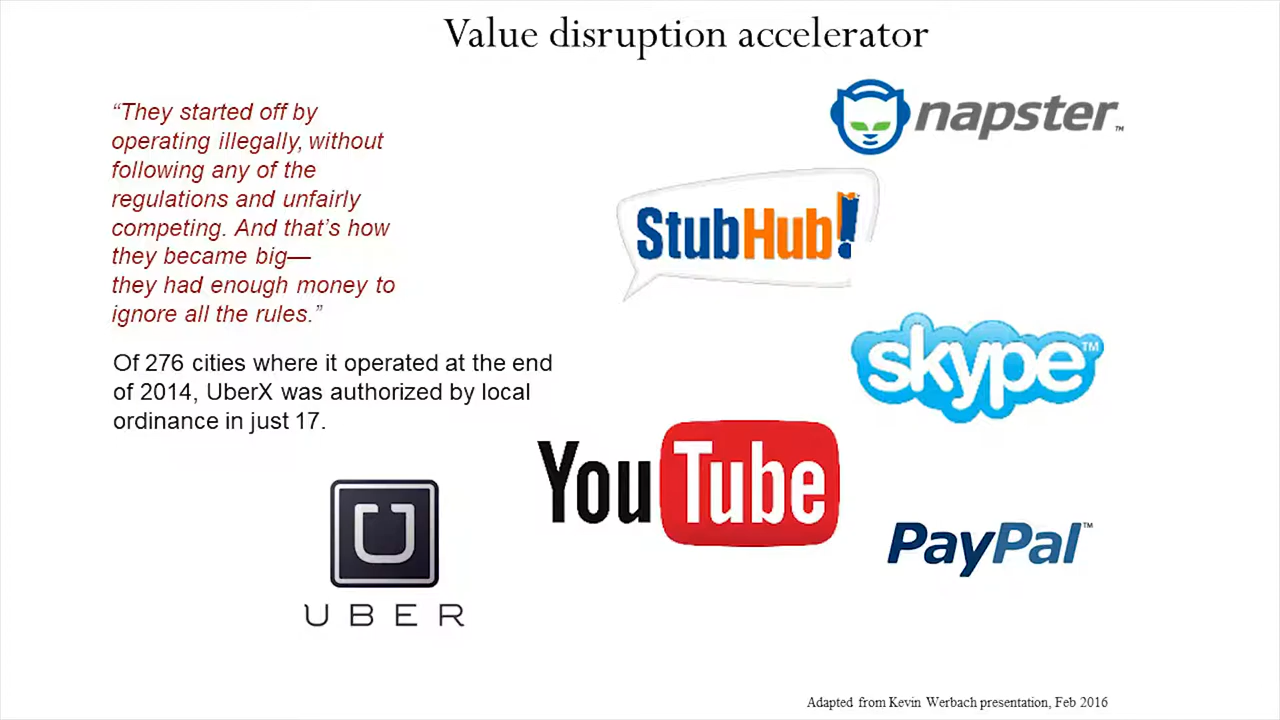 Value disruption accelerator
“They started off by
operating illegally, without
following any of the
regulations and unfairly
competing. And that’s how
they became big—
they had enough money to
ignore all the rules.”
Of 276 cities where it operated at the end
of 2014, UberX was authorized by local
ordinance in just 17.
napster™
StubHub!
skype™
YouTube
PayPal™
U
UBER
Adapted from Kevin Werbach presentation, Feb 2016